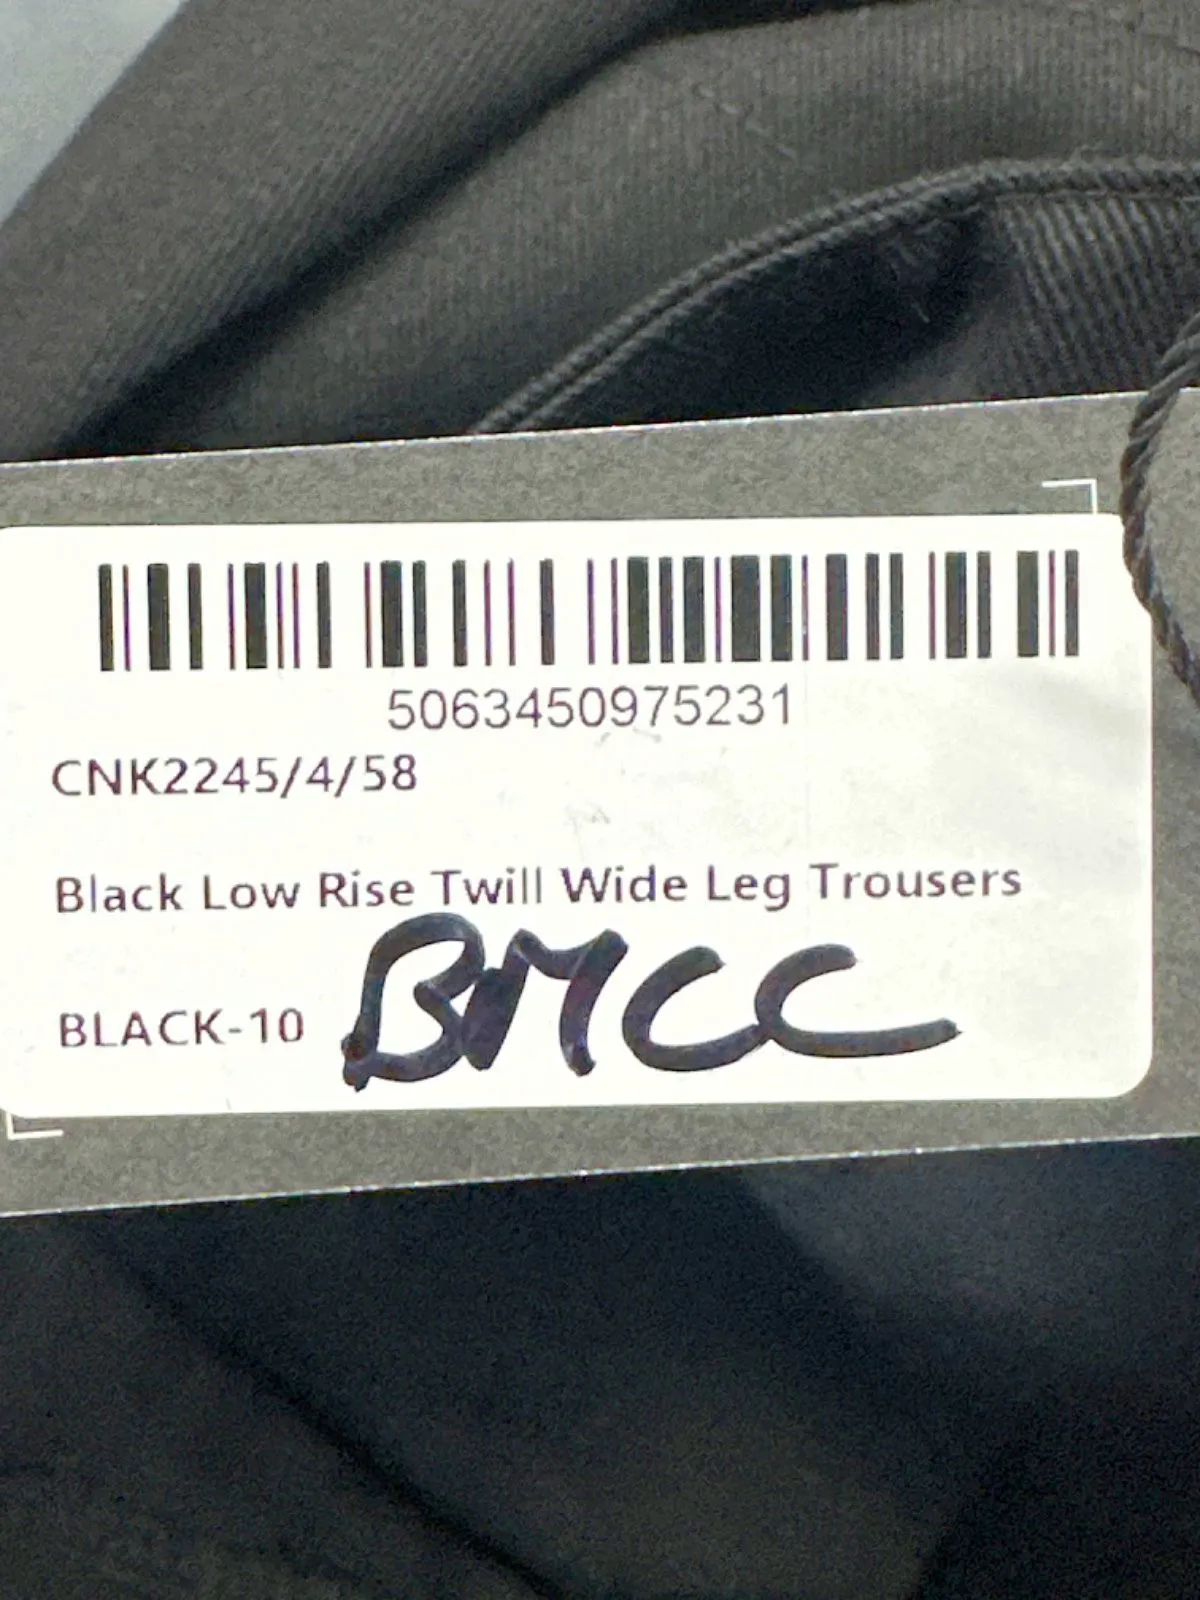 5063450975231
CNK2245/4/58
Black Low Rise Twill Wide Leg Trousers
BLACK-10 BMCC